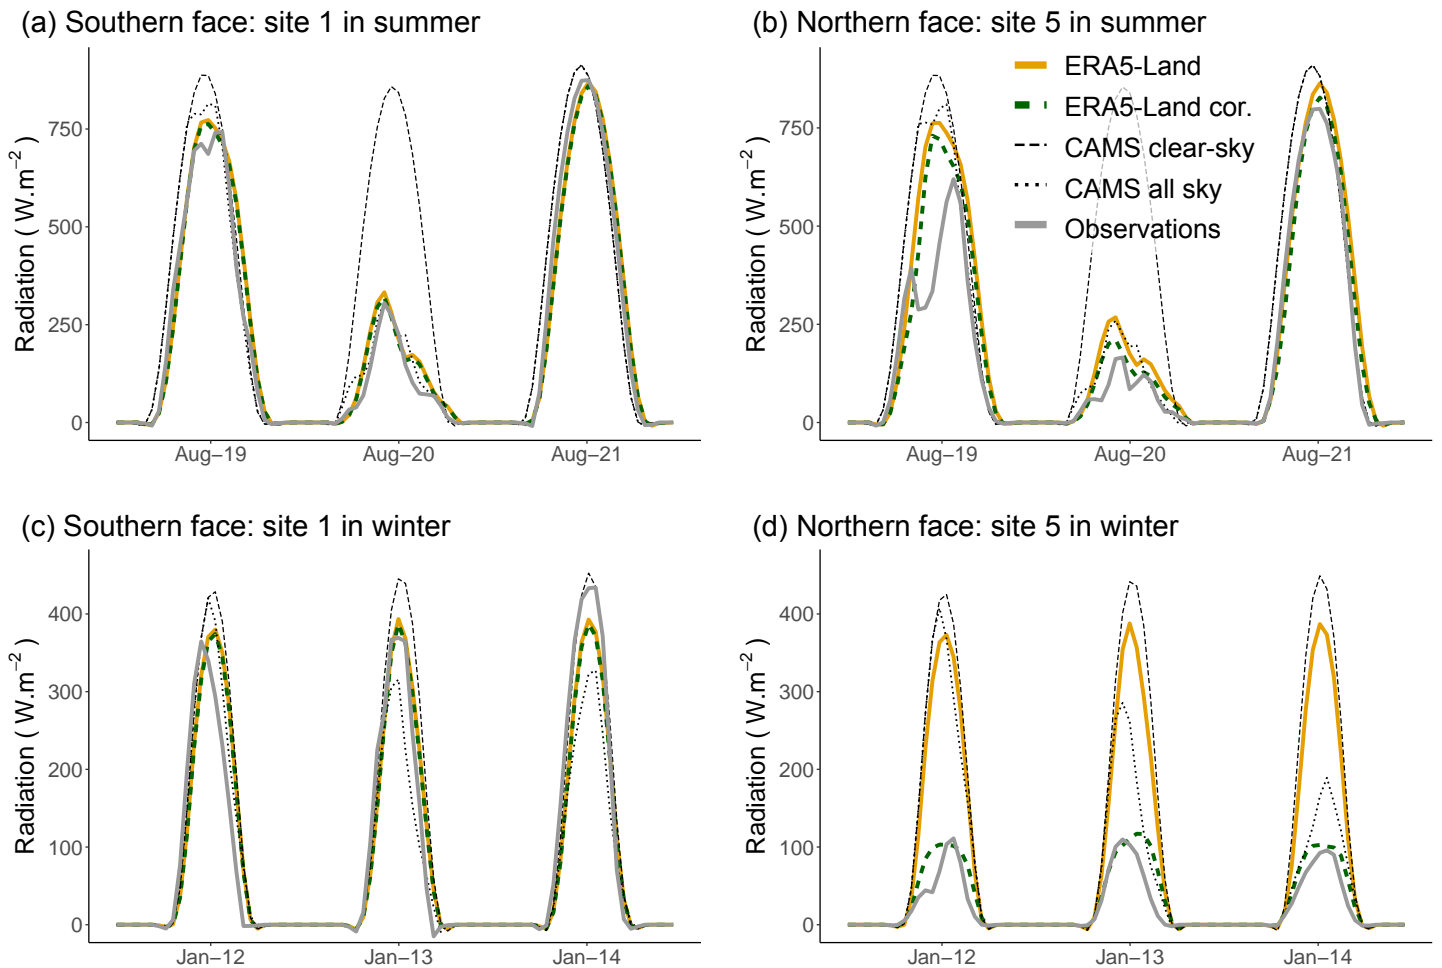 (a) Southern face: site 1 in summer
Radiation ( W.m−2 )
750
500
250
0
Aug−19
Aug−20
Aug−21
(b) Northern face: site 5 in summer
Radiation ( W.m−2 )
750
500
250
0
Aug−19
Aug−20
Aug−21
ERA5-Land
ERA5-Land cor.
CAMS clear-sky
CAMS all sky
Observations
(c) Southern face: site 1 in winter
Radiation ( W.m−2 )
400
300
200
100
0
Jan−12
Jan−13
Jan−14
(d) Northern face: site 5 in winter
Radiation ( W.m−2 )
400
300
200
100
0
Jan−12
Jan−13
Jan−14